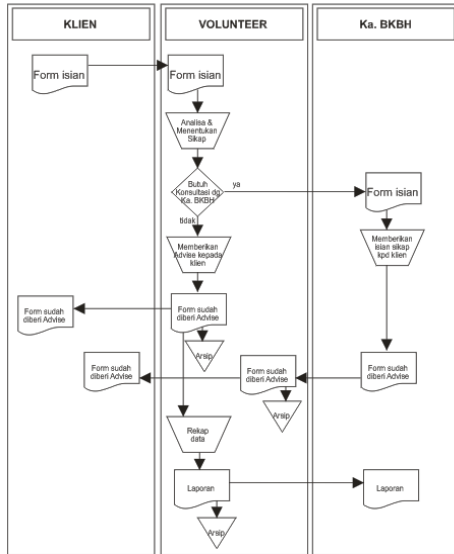 KLIEN
VOLUNTEER
Ka. BKBH
Form isian
Form isian
Analisa &
Menentukan
Sikap
Butuh
Konsultasi dg
Ka. BKBH
ya
tidak
Form isian
Memberikan
Advise kepada
klien
Memberikan
isian sikap
kpd klien
Form sudah
diberi Advise
Form sudah
diberi Advise
Arsip
Form sudah
diberi Advise
Form sudah
diberi Advise
Form sudah
diberi Advise
Arsip
Rekap
data
Laporan
Laporan
Arsip